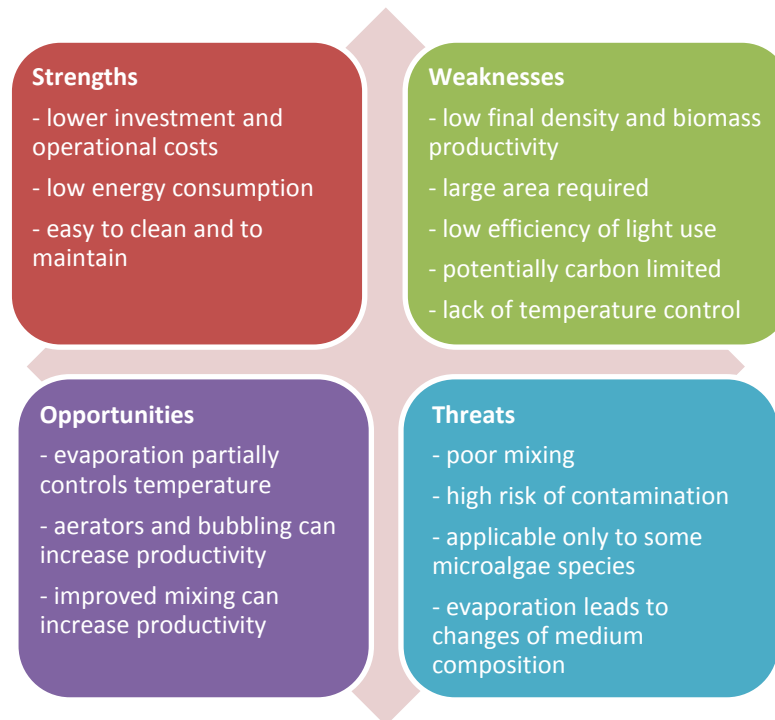 Strengths
- lower investment and
operational costs
- low energy consumption
- easy to clean and to
maintain
Weaknesses
- low final density and biomass
productivity
- large area required
- low efficiency of light use
- potentially carbon limited
- lack of temperature control
Opportunities
- evaporation partially
controls temperature
- aerators and bubbling can
increase productivity
- improved mixing can
increase productivity
Threats
- poor mixing
- high risk of contamination
- applicable only to some
microalgae species
- evaporation leads to
changes of medium
composition